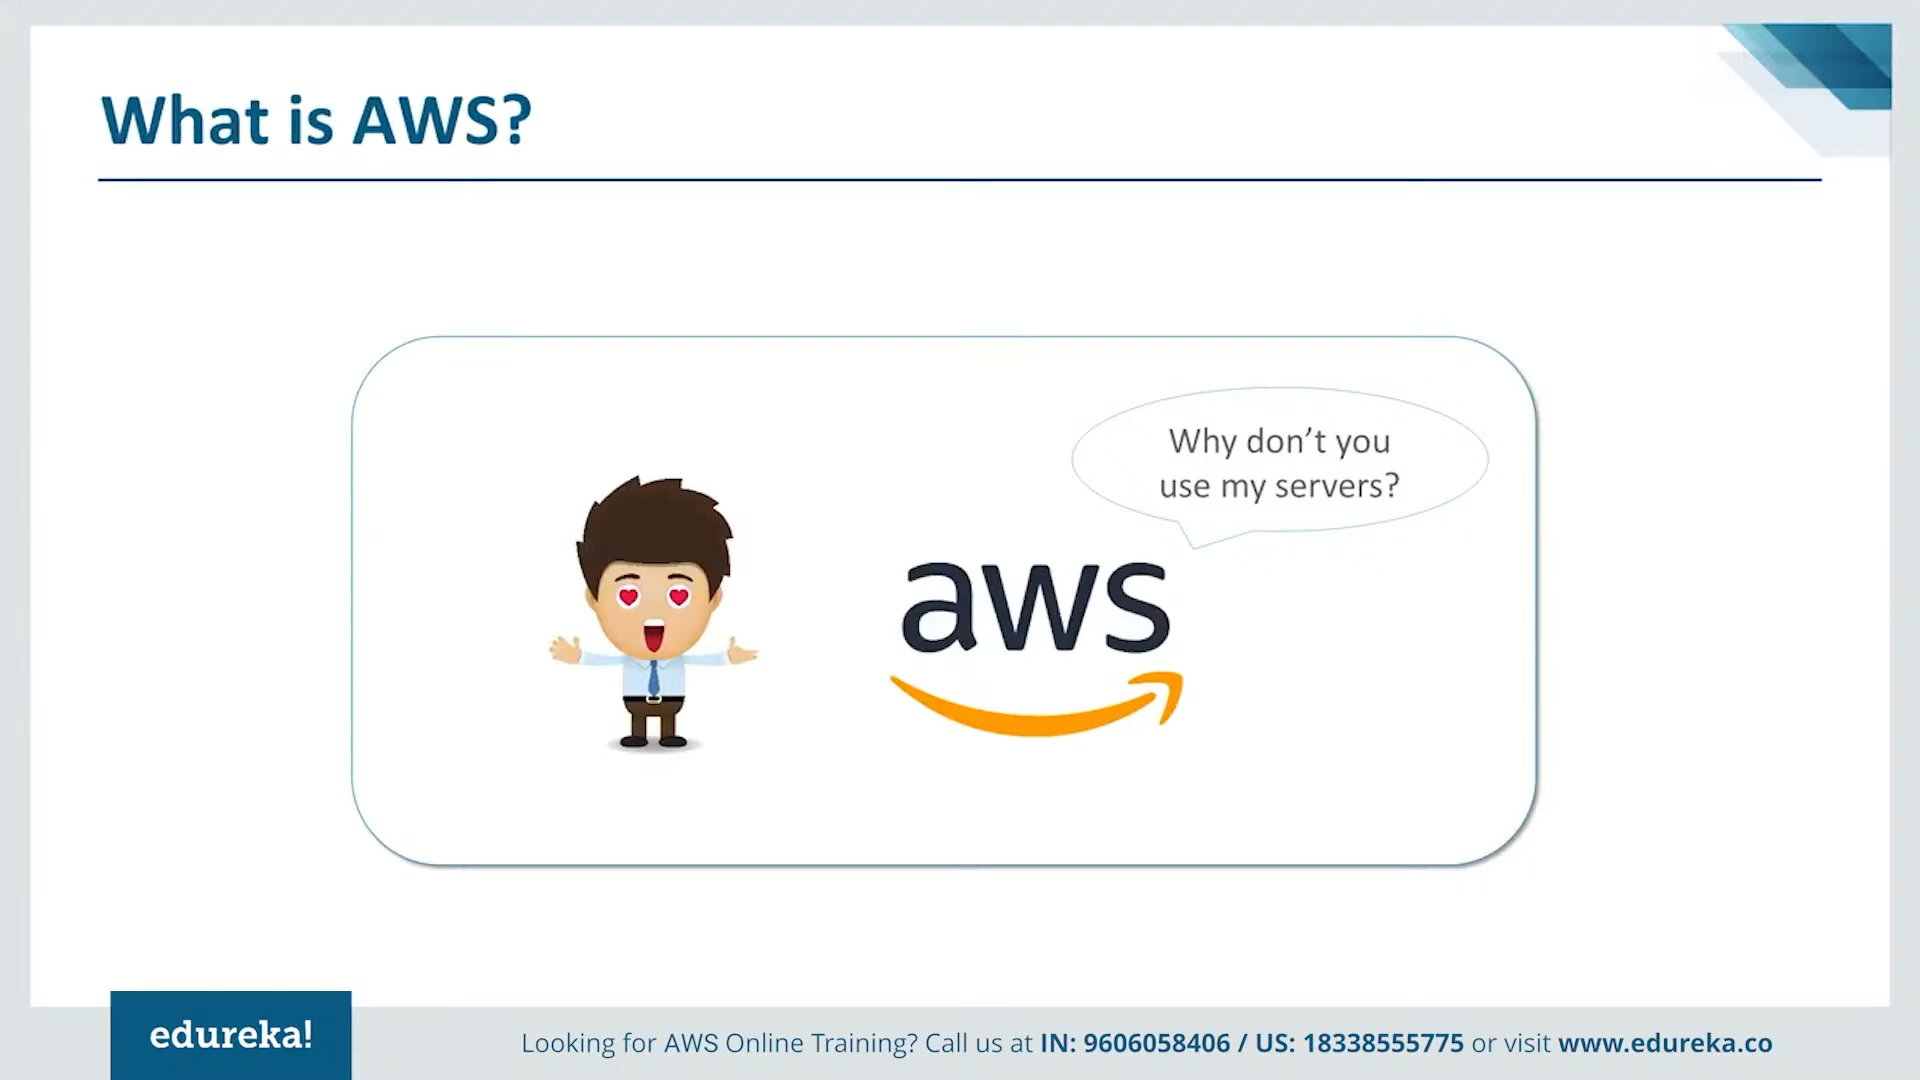 What is AWS?
Why don’t you
use my servers?
aws
edureka!
Looking for AWS Online Training? Call us at IN: 9606058406 / US: 18338555775 or visit www.edureka.co